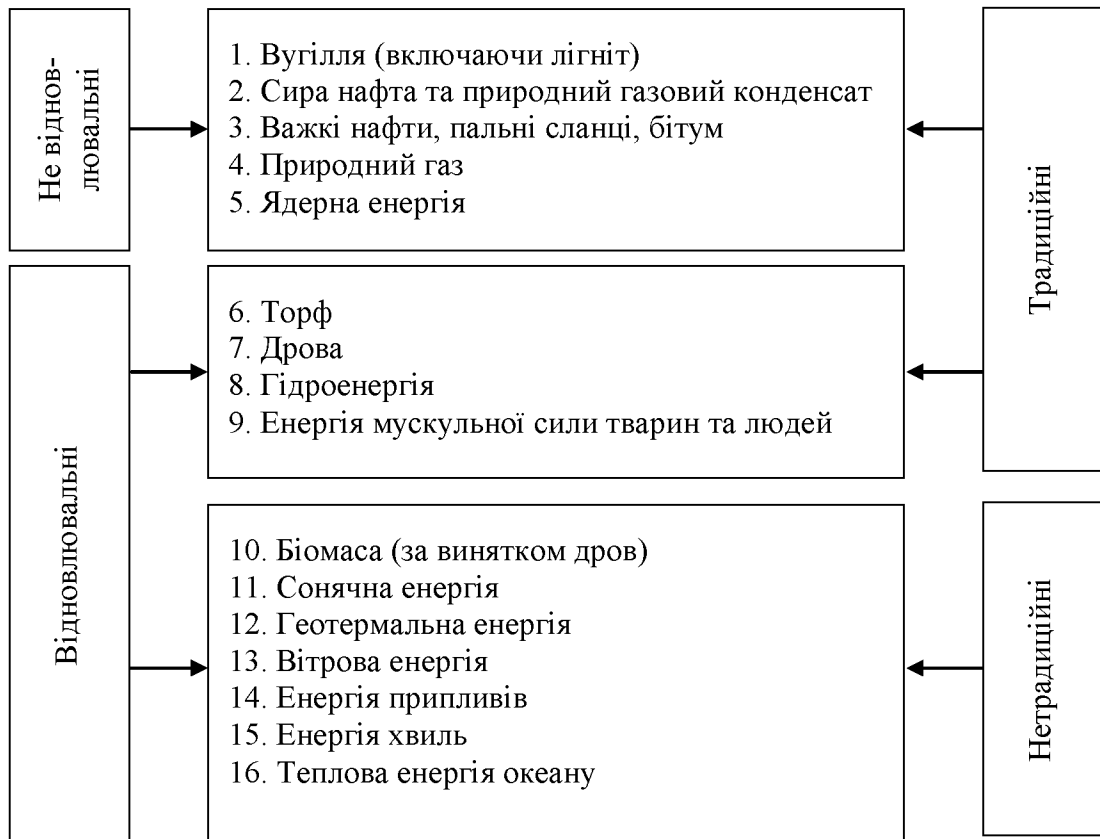 Не віднов-
лювальні
1. Вугілля (включаючи лігніт)
2. Сира нафта та природний газовий конденсат
3. Важкі нафти, пальні сланці, бітум
4. Природний газ
5. Ядерна енергія
Традиційні
Відновлювальні
6. Торф
7. Дрова
8. Гідроенергія
9. Енергія мускульної сили тварин та людей
10. Біомаса (за винятком дров)
11. Сонячна енергія
12. Геотермальна енергія
13. Вітрова енергія
14. Енергія припливів
15. Енергія хвиль
16. Теплова енергія океану
Нетрадиційні